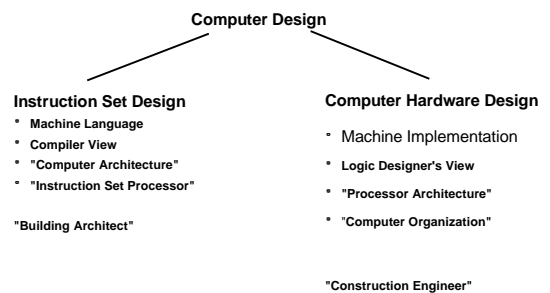 Computer Design
Instruction Set Design
° Machine Language
° Compiler View
° "Computer Architecture"
° "Instruction Set Processor"
"Building Architect"
Computer Hardware Design
° Machine Implementation
° Logic Designer's View
° "Processor Architecture"
° "Computer Organization"
"Construction Engineer"